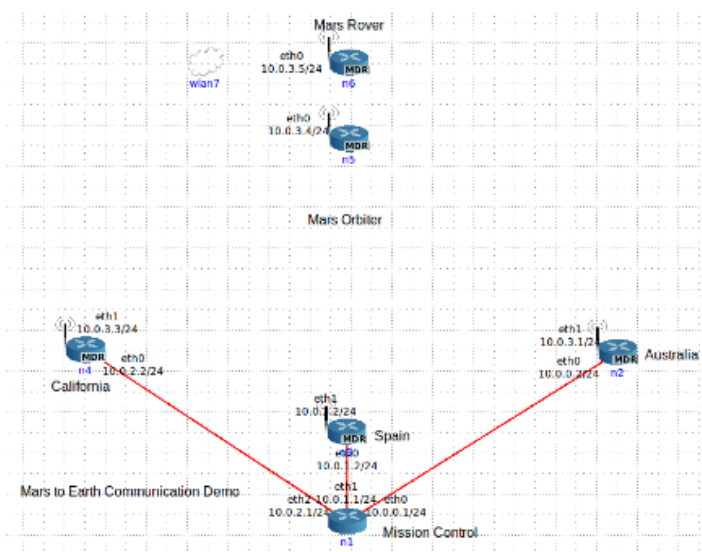 Mars Rover
eth0
10.0.3.5/24
MDR
wlan7
n6
eth0
10.0.3.4/24
MDR
n5
Mars Orbiter
eth1
10.0.3.3/24
MDR
eth0
n4
10.0.2.2/24
California
eth1
10.0.3.1/24
eth0
MDR
Australia
10.0.0.2/24
n2
eth1
MDR
Spain
10.0.1.2/24
Mars to Earth Communication Demo
eth1
eth2
10.0.1.1/24
eth0
10.0.2.1/24
10.0.0.1/24
Mission Control
n1